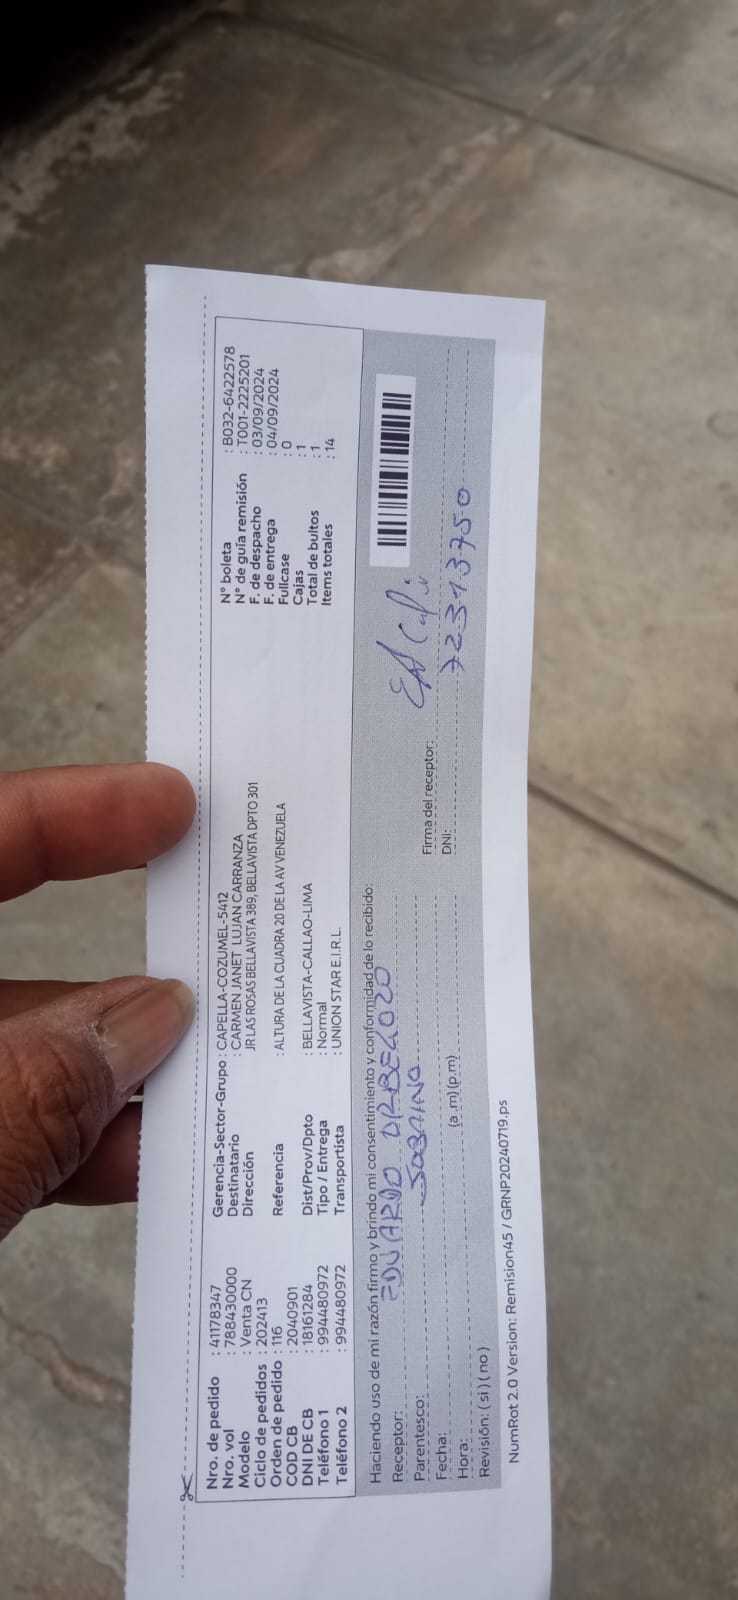 Nro. de pedido : 41178347
Nro. vol : 788430000
Modelo : Venta CN
Ciclo de pedidos : 202413
Orden de pedido : 116
COD CB : 2040901
DNI DE CB : 18161284
Teléfono 1 : 994480972
Teléfono 2 : 994480972
Gerencia-Sector-Grupo : CAPELLA-COZUMEL-5412
Destinatario : CARMEN JANET LUJAN CARRANZA
Dirección JR LAS ROSAS BELLAVISTA 389, BELLAVISTA DPTO 301
Referencia : ALTURA DE LA CUADRA 20 DE LA AV VENEZUELA
Dist/Prov/Dpto : BELLAVISTA-CALLAO-LIMA
Tipo / Entrega : Normal
Transportista : UNION STAR E.I.R.L.
N° boleta : B032-6422578
N° de guía remisión : T001-2225201
F. de despacho : 03/09/2024
F. de entrega : 04/09/2024
Fullcase : 0
Cajas : 1
Total de bultos : 1
Items totales : 14
Haciendo uso de mi razón firmo y brindo mi consentimiento y conformidad de lo recibido:
Receptor: EDUARDO ORBEGOZO
Parentesco: SOBRINO
Fecha:
Hora: (a.m) (p.m)
Revisión: ( si ) ( no )
Firma del receptor:
DNI: 72313750
NumRot 2.0 Version: Remision45 / GRNP20240719.ps